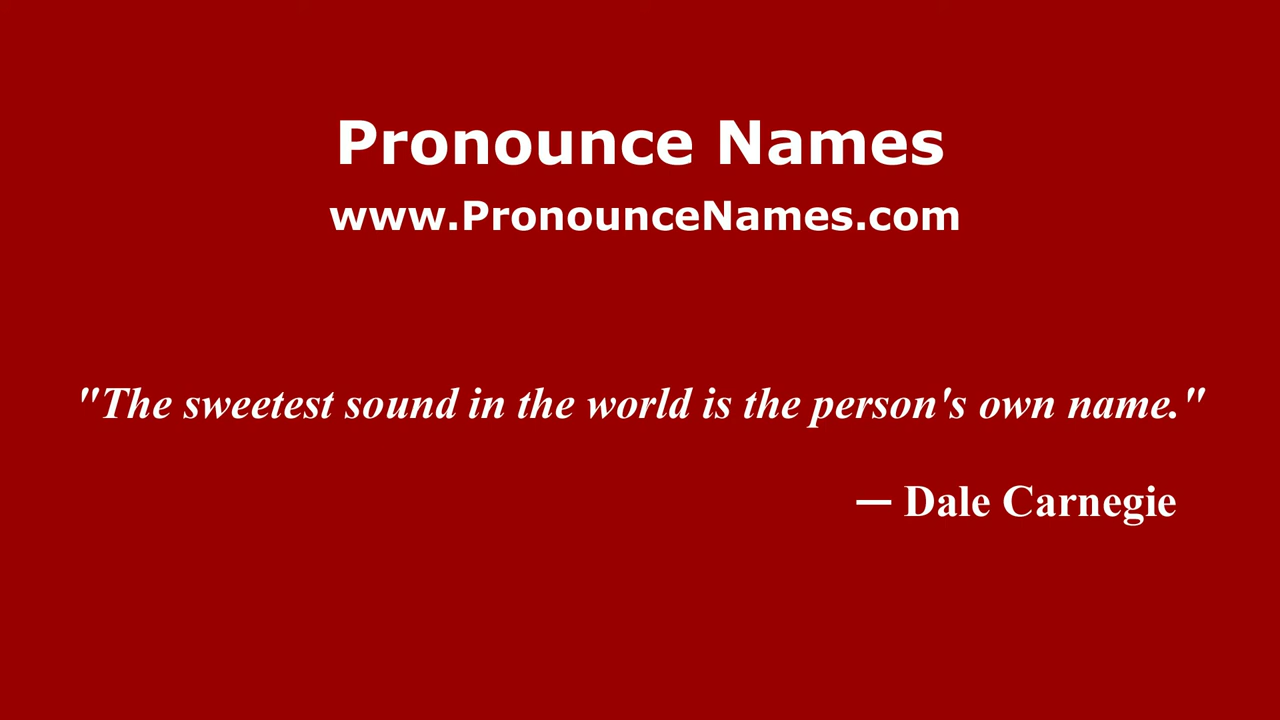 Pronounce Names
www.PronounceNames.com
"The sweetest sound in the world is the person's own name."
— Dale Carnegie